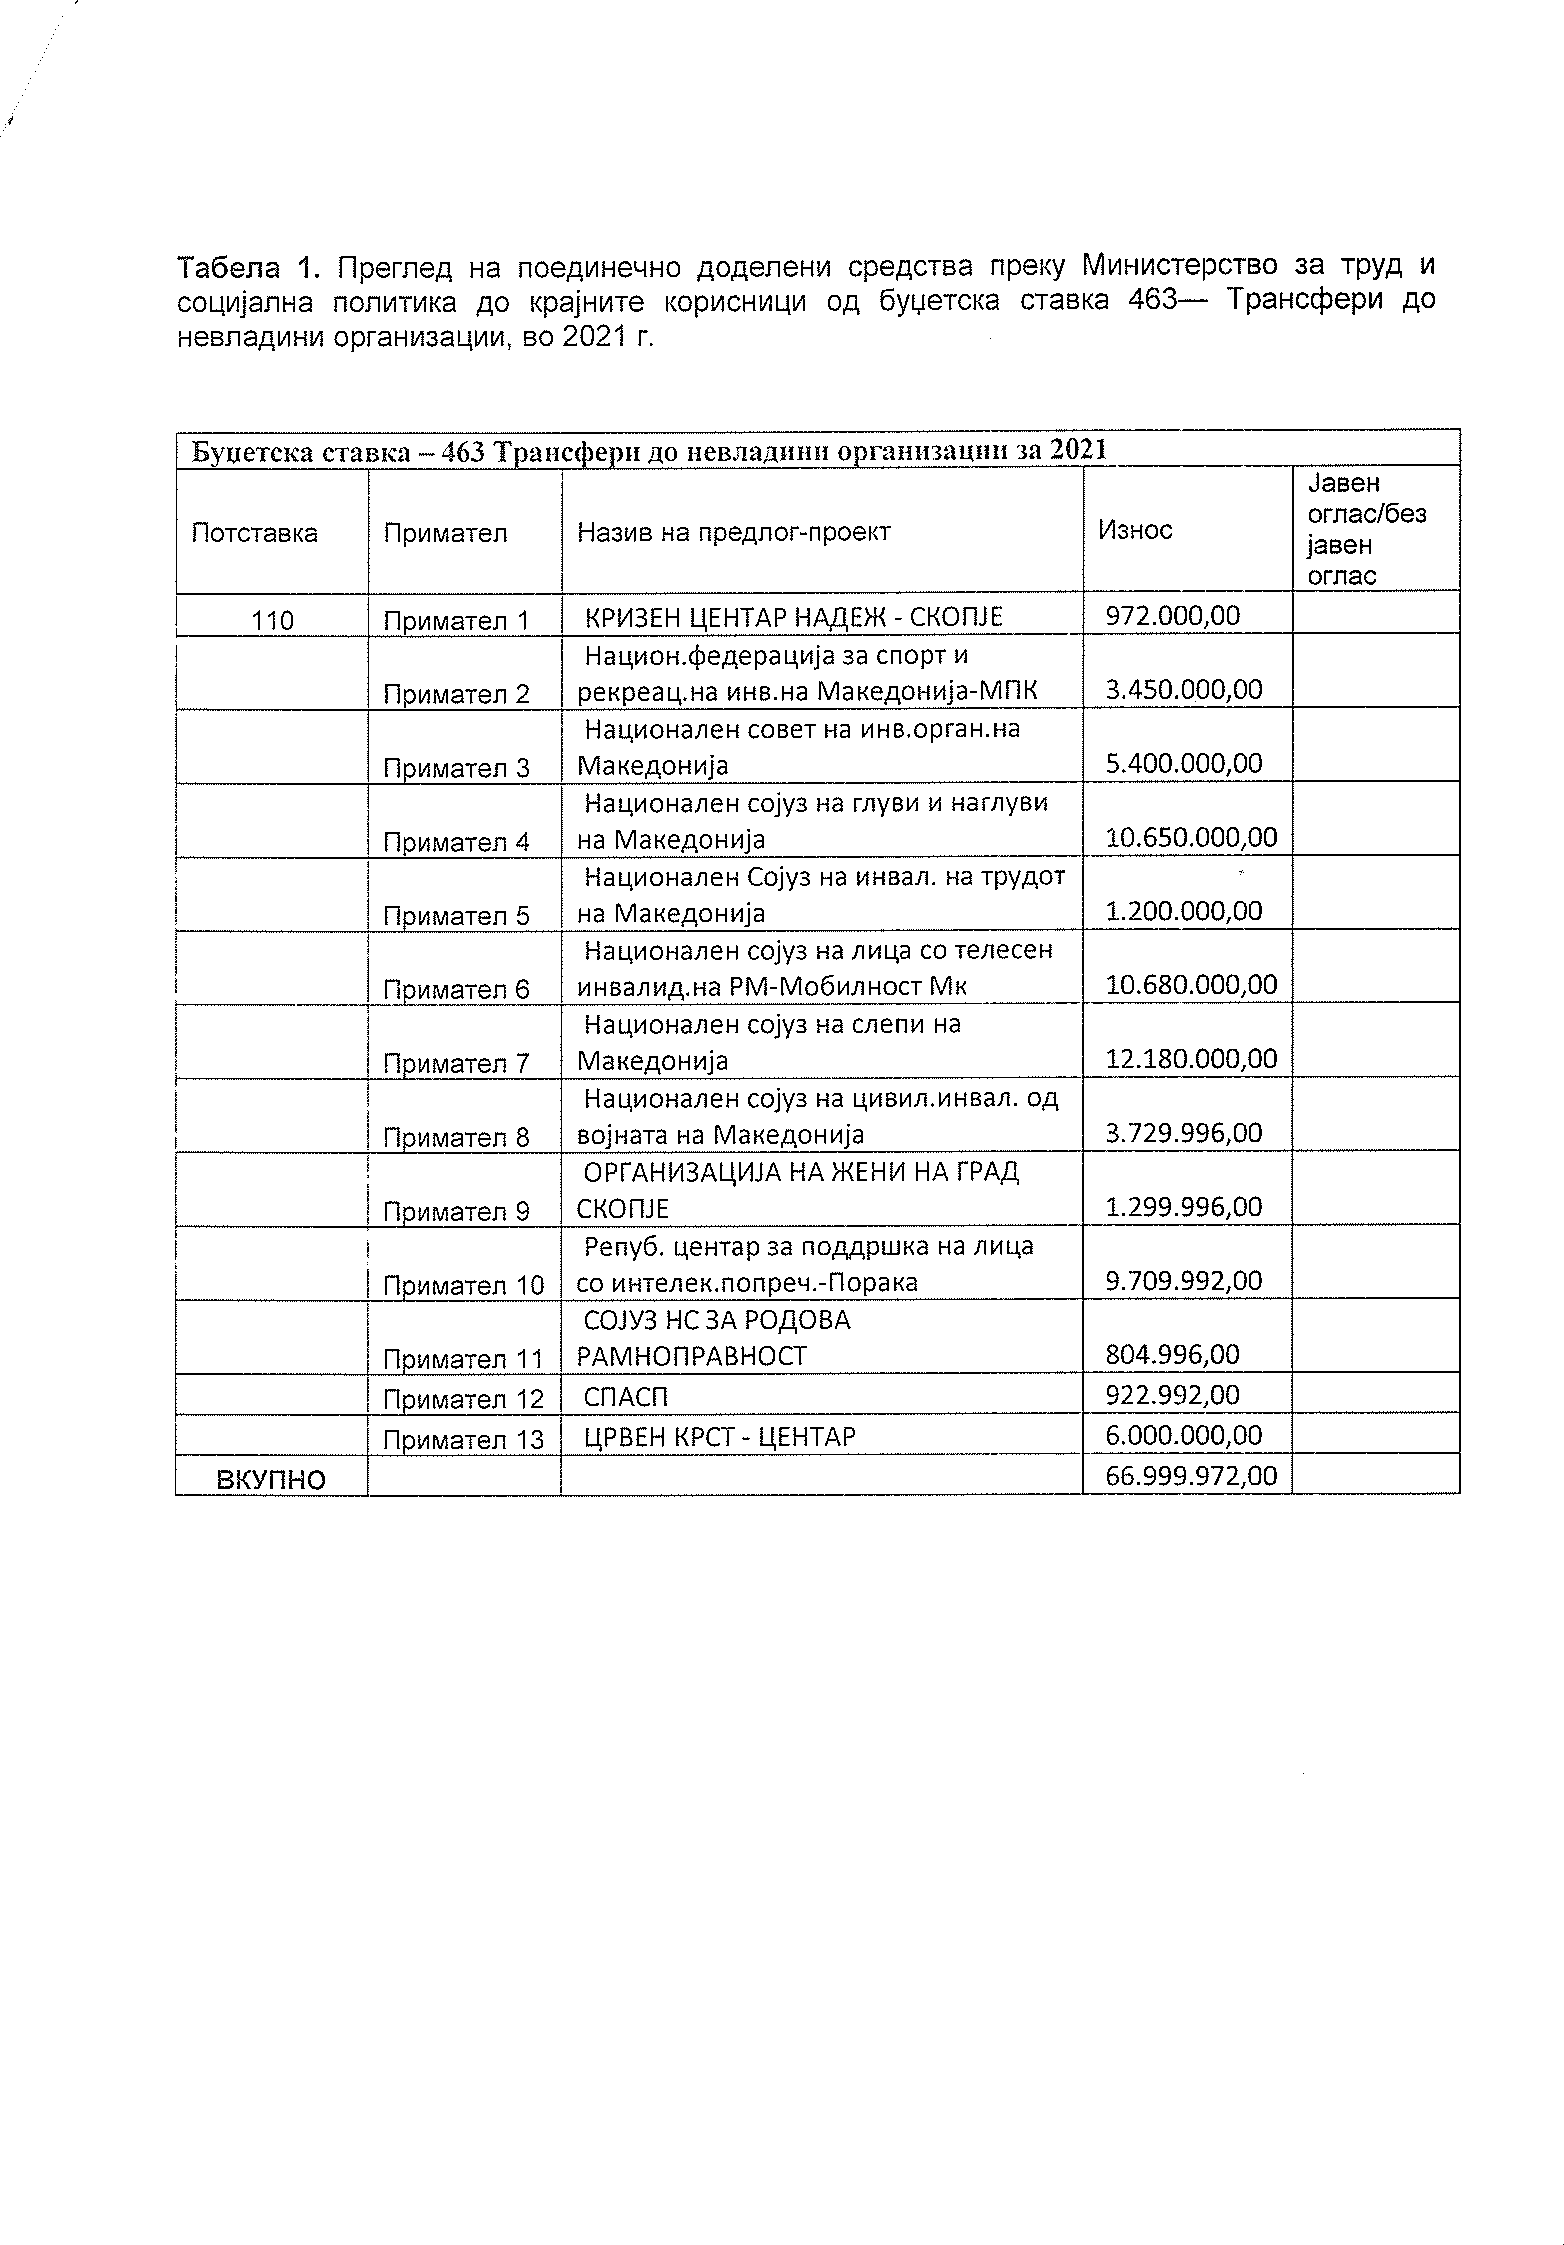 Табела 1. Преглед на поединечно доделени средства преку Министерство за труд и
социјална политика до крајните корисници од буџетска ставка 463— Трансфери до
невладини организации, во 2021 г.
Буџетска ставка – 463 Трансфери до невладини организации за 2021
Потставка Примател Назив на предлог-проект Износ Јавен
оглас/без
јавен
оглас
110 Примател 1 КРИЗЕН ЦЕНТАР НАДЕЖ - СКОПЈЕ 972.000,00
Национ.федерација за спорт и
Примател 2 рекреац.на инв.на Македонија-МПК 3.450.000,00
Национален совет на инв.орган.на
Примател 3 Македонија 5.400.000,00
Национален сојуз на глуви и наглуви
Примател 4 на Македонија 10.650.000,00
Национален Сојуз на инвал. на трудот
Примател 5 на Македонија 1.200.000,00
Национален сојуз на лица со телесен
Примател 6 инвалид.на РМ-Мобилност Мк 10.680.000,00
Национален сојуз на слепи на
Примател 7 Македонија 12.180.000,00
Национален сојуз на цивил.инвал. од
Примател 8 војната на Македонија 3.729.996,00
ОРГАНИЗАЦИЈА НА ЖЕНИ НА ГРАД
Примател 9 СКОПЈЕ 1.299.996,00
Репуб. центар за поддршка на лица
Примател 10 со интелек.попреч.-Порака 9.709.992,00
СОЈУЗ НС ЗА РОДОВА
Примател 11 РАМНОПРАВНОСТ 804.996,00
Примател 12 СПАСП 922.992,00
Примател 13 ЦРВЕН КРСТ - ЦЕНТАР 6.000.000,00
ВКУПНО 66.999.972,00